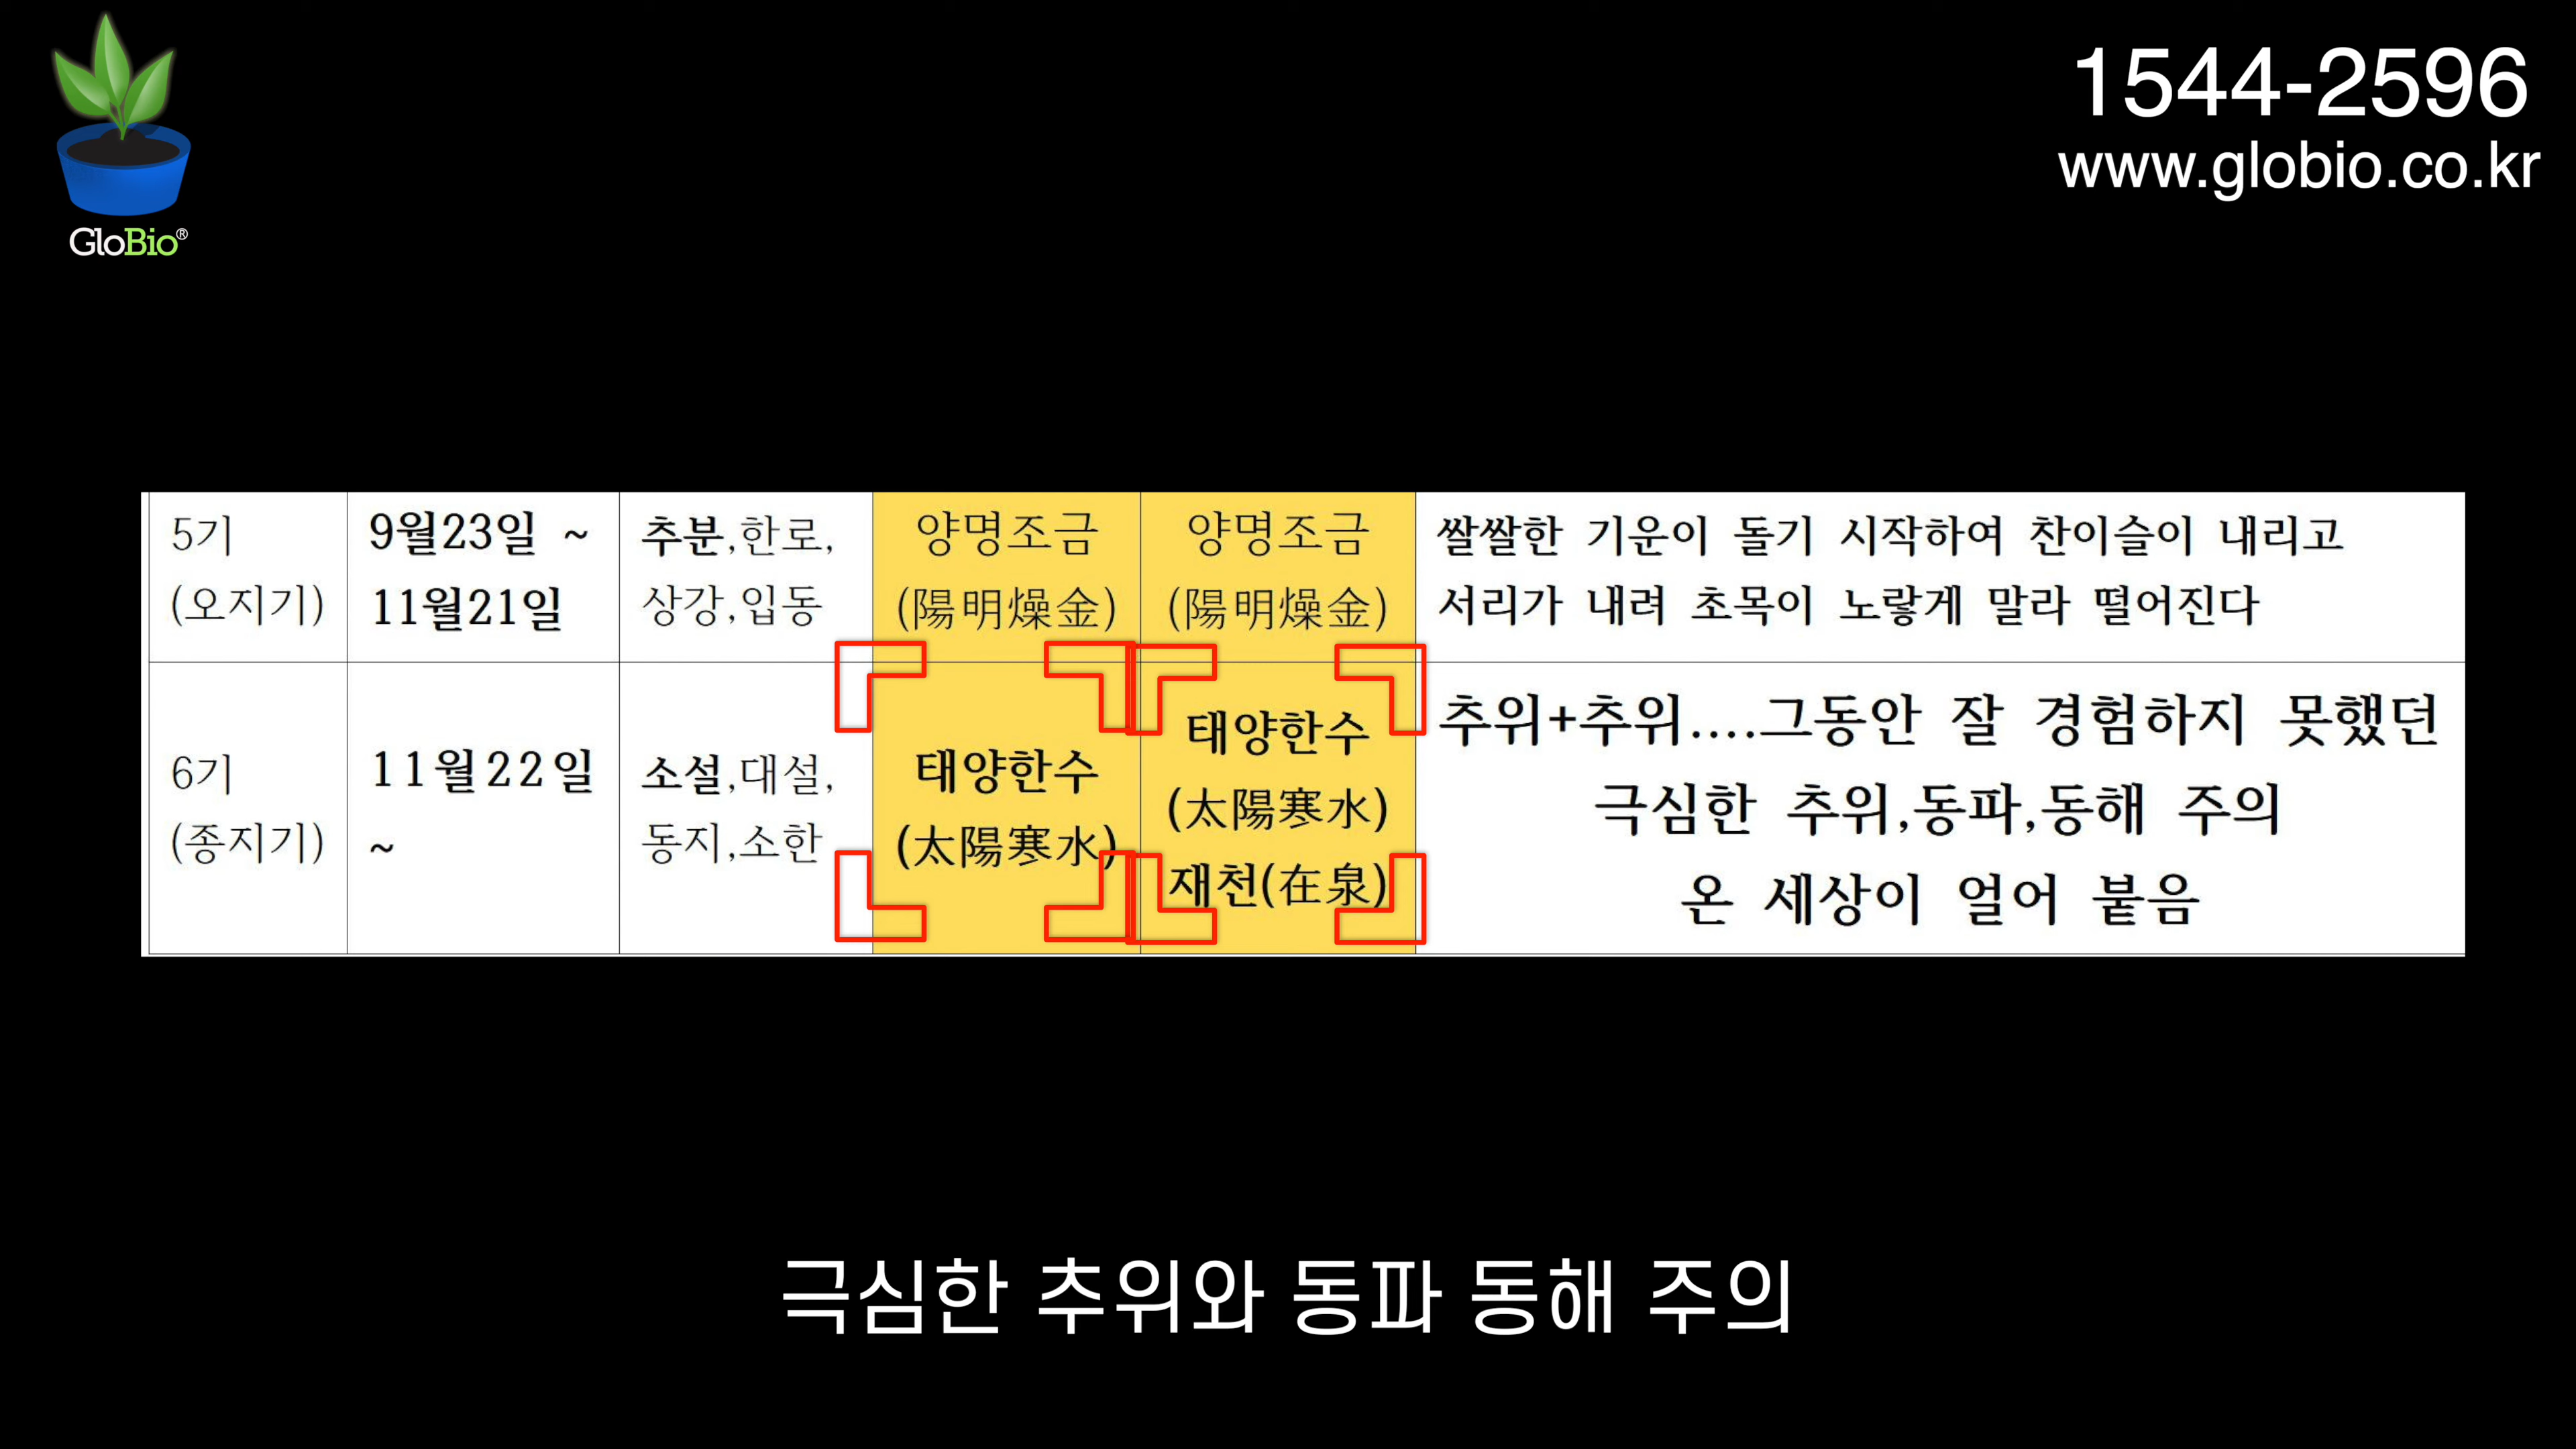 GloBio®
1544-2596
www.globio.co.kr
5기
(오지기)
9월23일 ~
11월21일
추분,한로,
상강,입동
양명조금
(陽明燥金)
양명조금
(陽明燥金)
쌀쌀한 기운이 돌기 시작하여 찬이슬이 내리고
서리가 내려 초목이 노랗게 말라 떨어진다
6기
(종지기)
11월22일
~
소설,대설,
동지,소한
태양한수
(太陽寒水)
태양한수
(太陽寒水)
재천(在泉)
추위+추위....그동안 잘 경험하지 못했던
극심한 추위,동파,동해 주의
온 세상이 얼어 붙음
극심한 추위와 동파 동해 주의